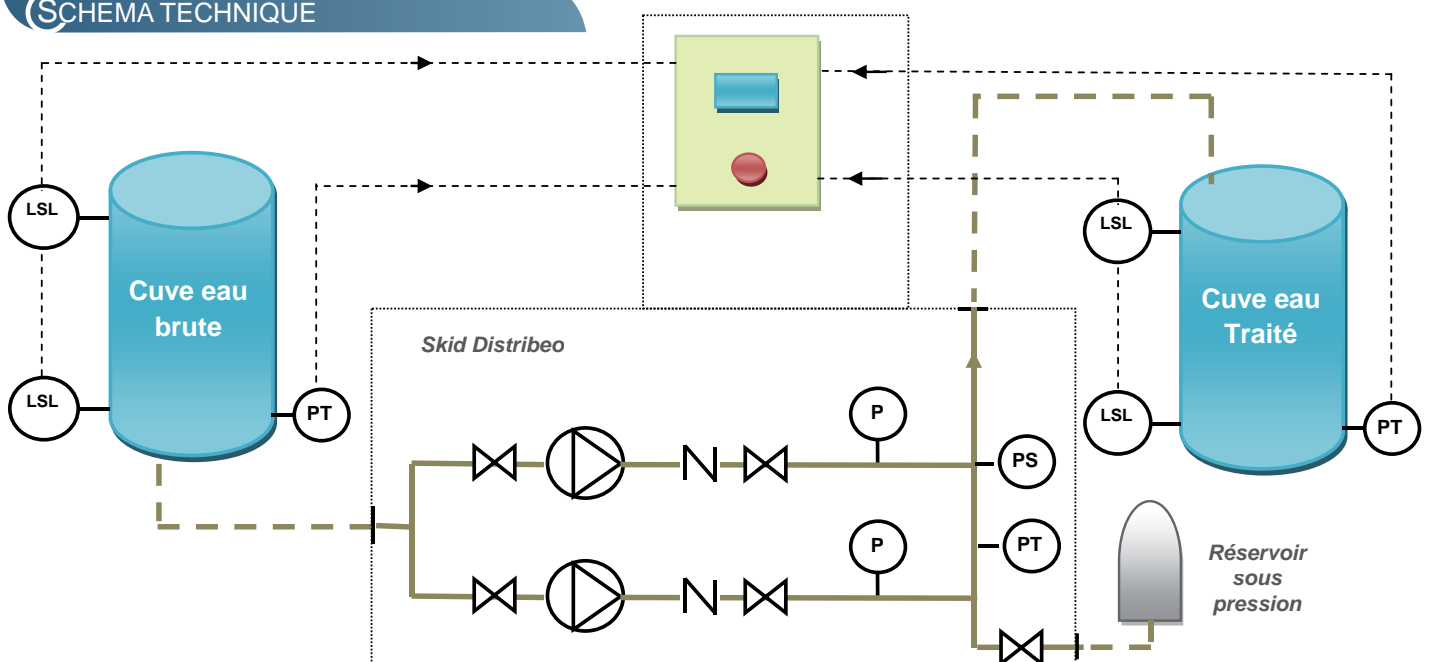 SCHEMA TECHNIQUE
LSL
LSL
Cuve eau
brute
Cuve eau
Traité
Skid Distribeo
LSL
P
PT
LSL
PT
PS
P
PT
Réservoir
sous
pression